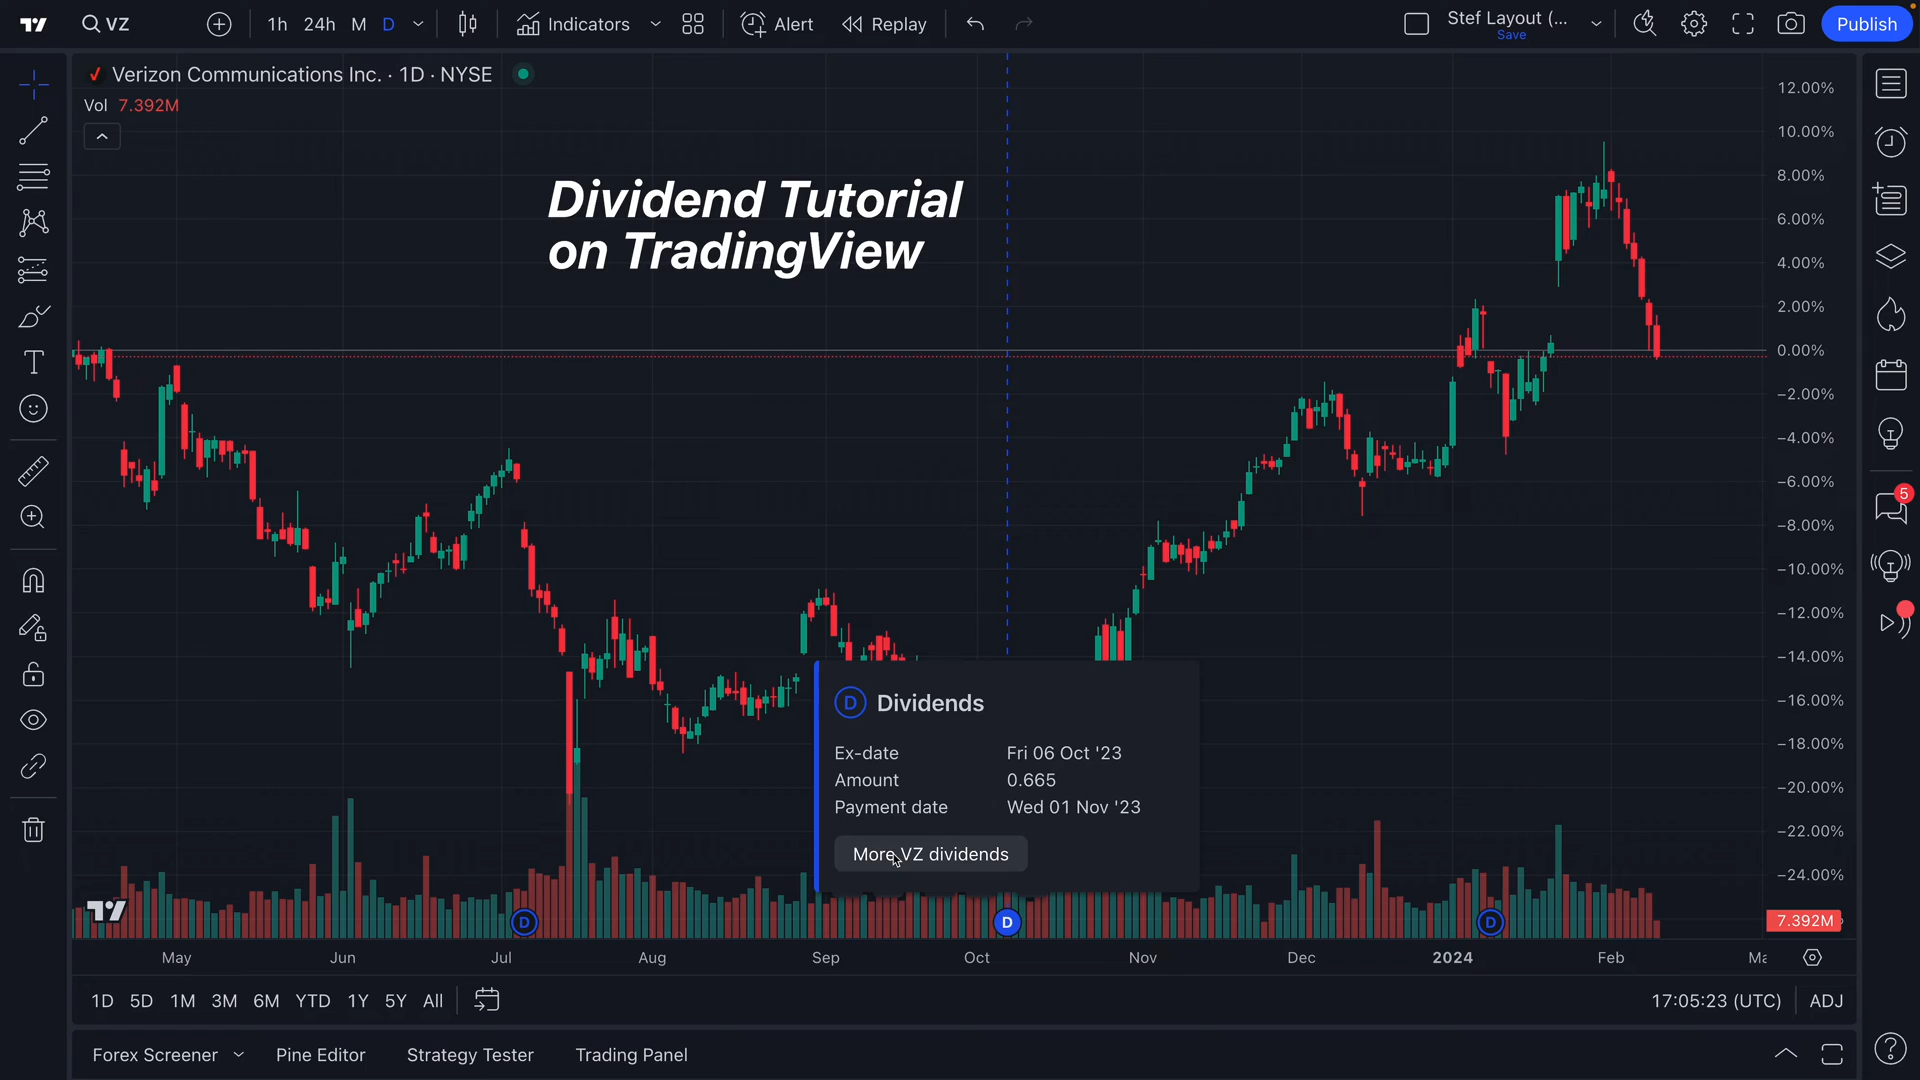 VZ
1h 24h M D
Indicators
Alert
Replay
Stef Layout (...
Save
Publish
Verizon Communications Inc. · 1D · NYSE
Vol 7.392M
Dividend Tutorial
on TradingView
12.00%
10.00%
8.00%
6.00%
4.00%
2.00%
0.00%
−2.00%
−4.00%
−6.00%
−8.00%
−10.00%
−12.00%
−14.00%
−16.00%
−18.00%
−20.00%
−22.00%
−24.00%
7.392M
5
D Dividends
Ex-date Fri 06 Oct '23
Amount 0.665
Payment date Wed 01 Nov '23
More VZ dividends
D D D
May Jun Jul Aug Sep Oct Nov Dec 2024 Feb Ma
1D 5D 1M 3M 6M YTD 1Y 5Y All
17:05:23 (UTC) ADJ
Forex Screener Pine Editor Strategy Tester Trading Panel